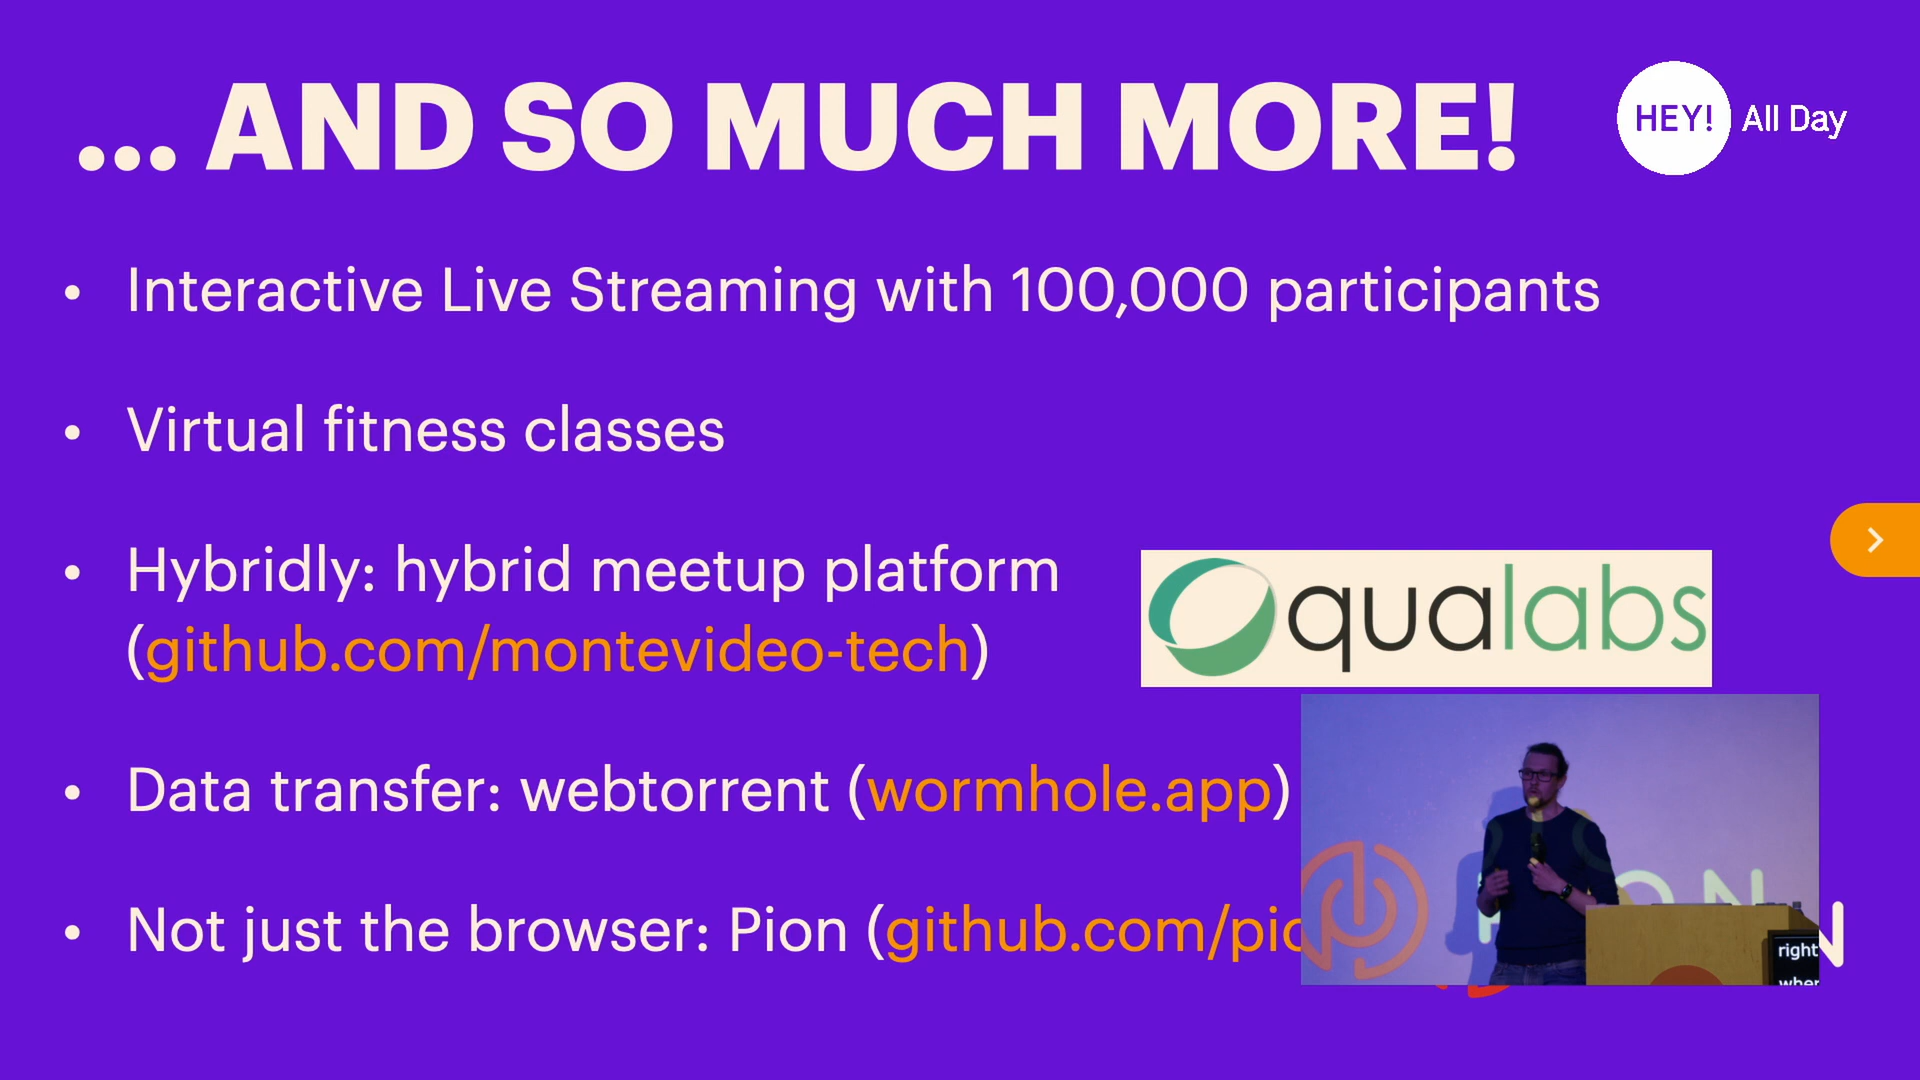 ... AND SO MUCH MORE!
HEY! All Day
• Interactive Live Streaming with 100,000 participants
• Virtual fitness classes
• Hybridly: hybrid meetup platform
(github.com/montevideo-tech)
qualabs
• Data transfer: webtorrent (wormhole.app)
• Not just the browser: Pion (github.com/pio
right